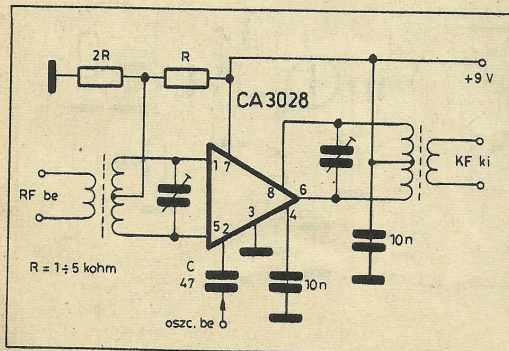 2R
R
CA3028
+9 V
RF be
1
7
8
6
KF ki
5
2
3
4
R = 1÷5 kohm
C
47
10n
10n
oszc. be